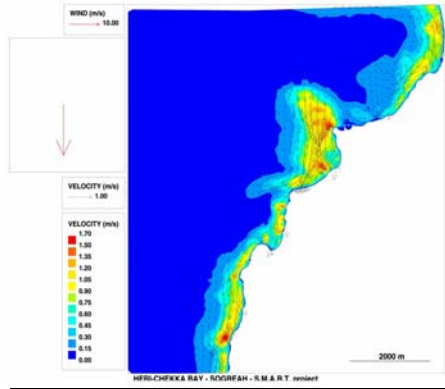 WIND (m/s)
10.00
VELOCITY (m/s)
1.00
VELOCITY (m/s)
1.70
1.50
1.35
1.20
1.05
0.90
0.75
0.60
0.45
0.30
0.15
0.00
2000 m
HERI-CHEKKA BAY - SOGREAH - S.M.A.R.T. project